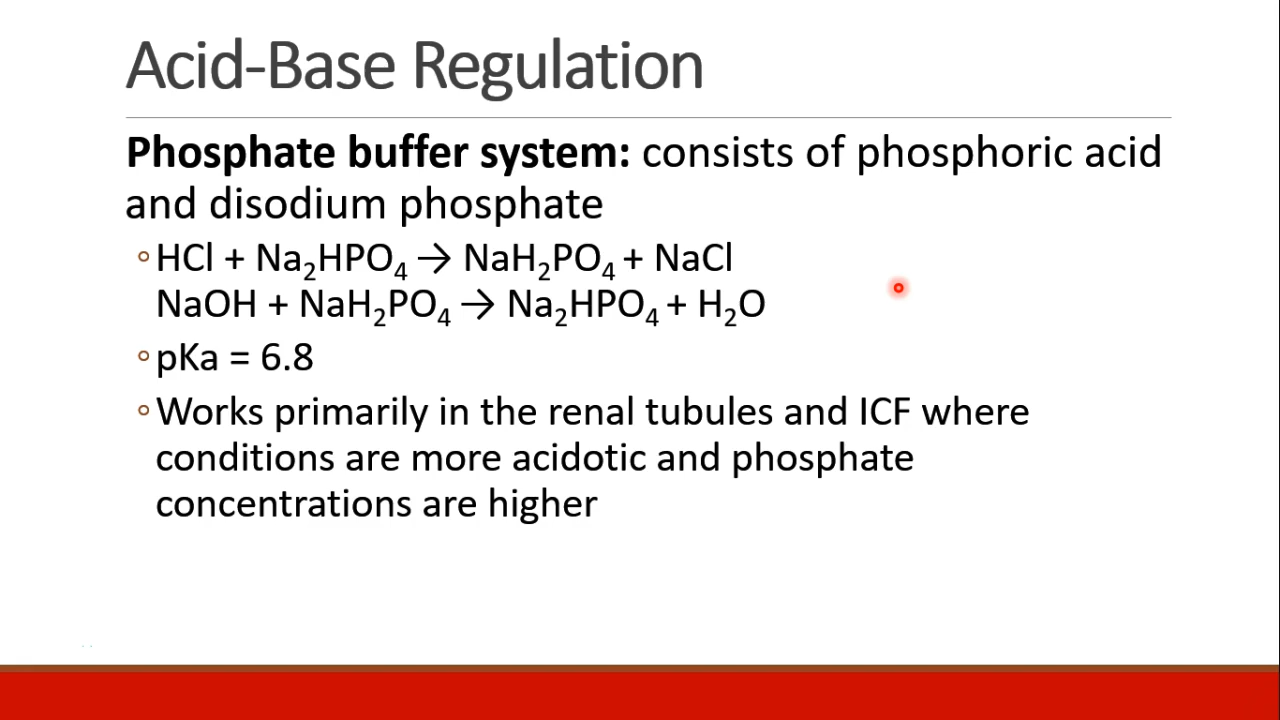 Acid-Base Regulation
Phosphate buffer system: consists of phosphoric acid
and disodium phosphate
◦HCl + Na₂HPO₄ → NaH₂PO₄ + NaCl
NaOH + NaH₂PO₄ → Na₂HPO₄ + H₂O
◦pKa = 6.8
◦Works primarily in the renal tubules and ICF where
conditions are more acidotic and phosphate
concentrations are higher